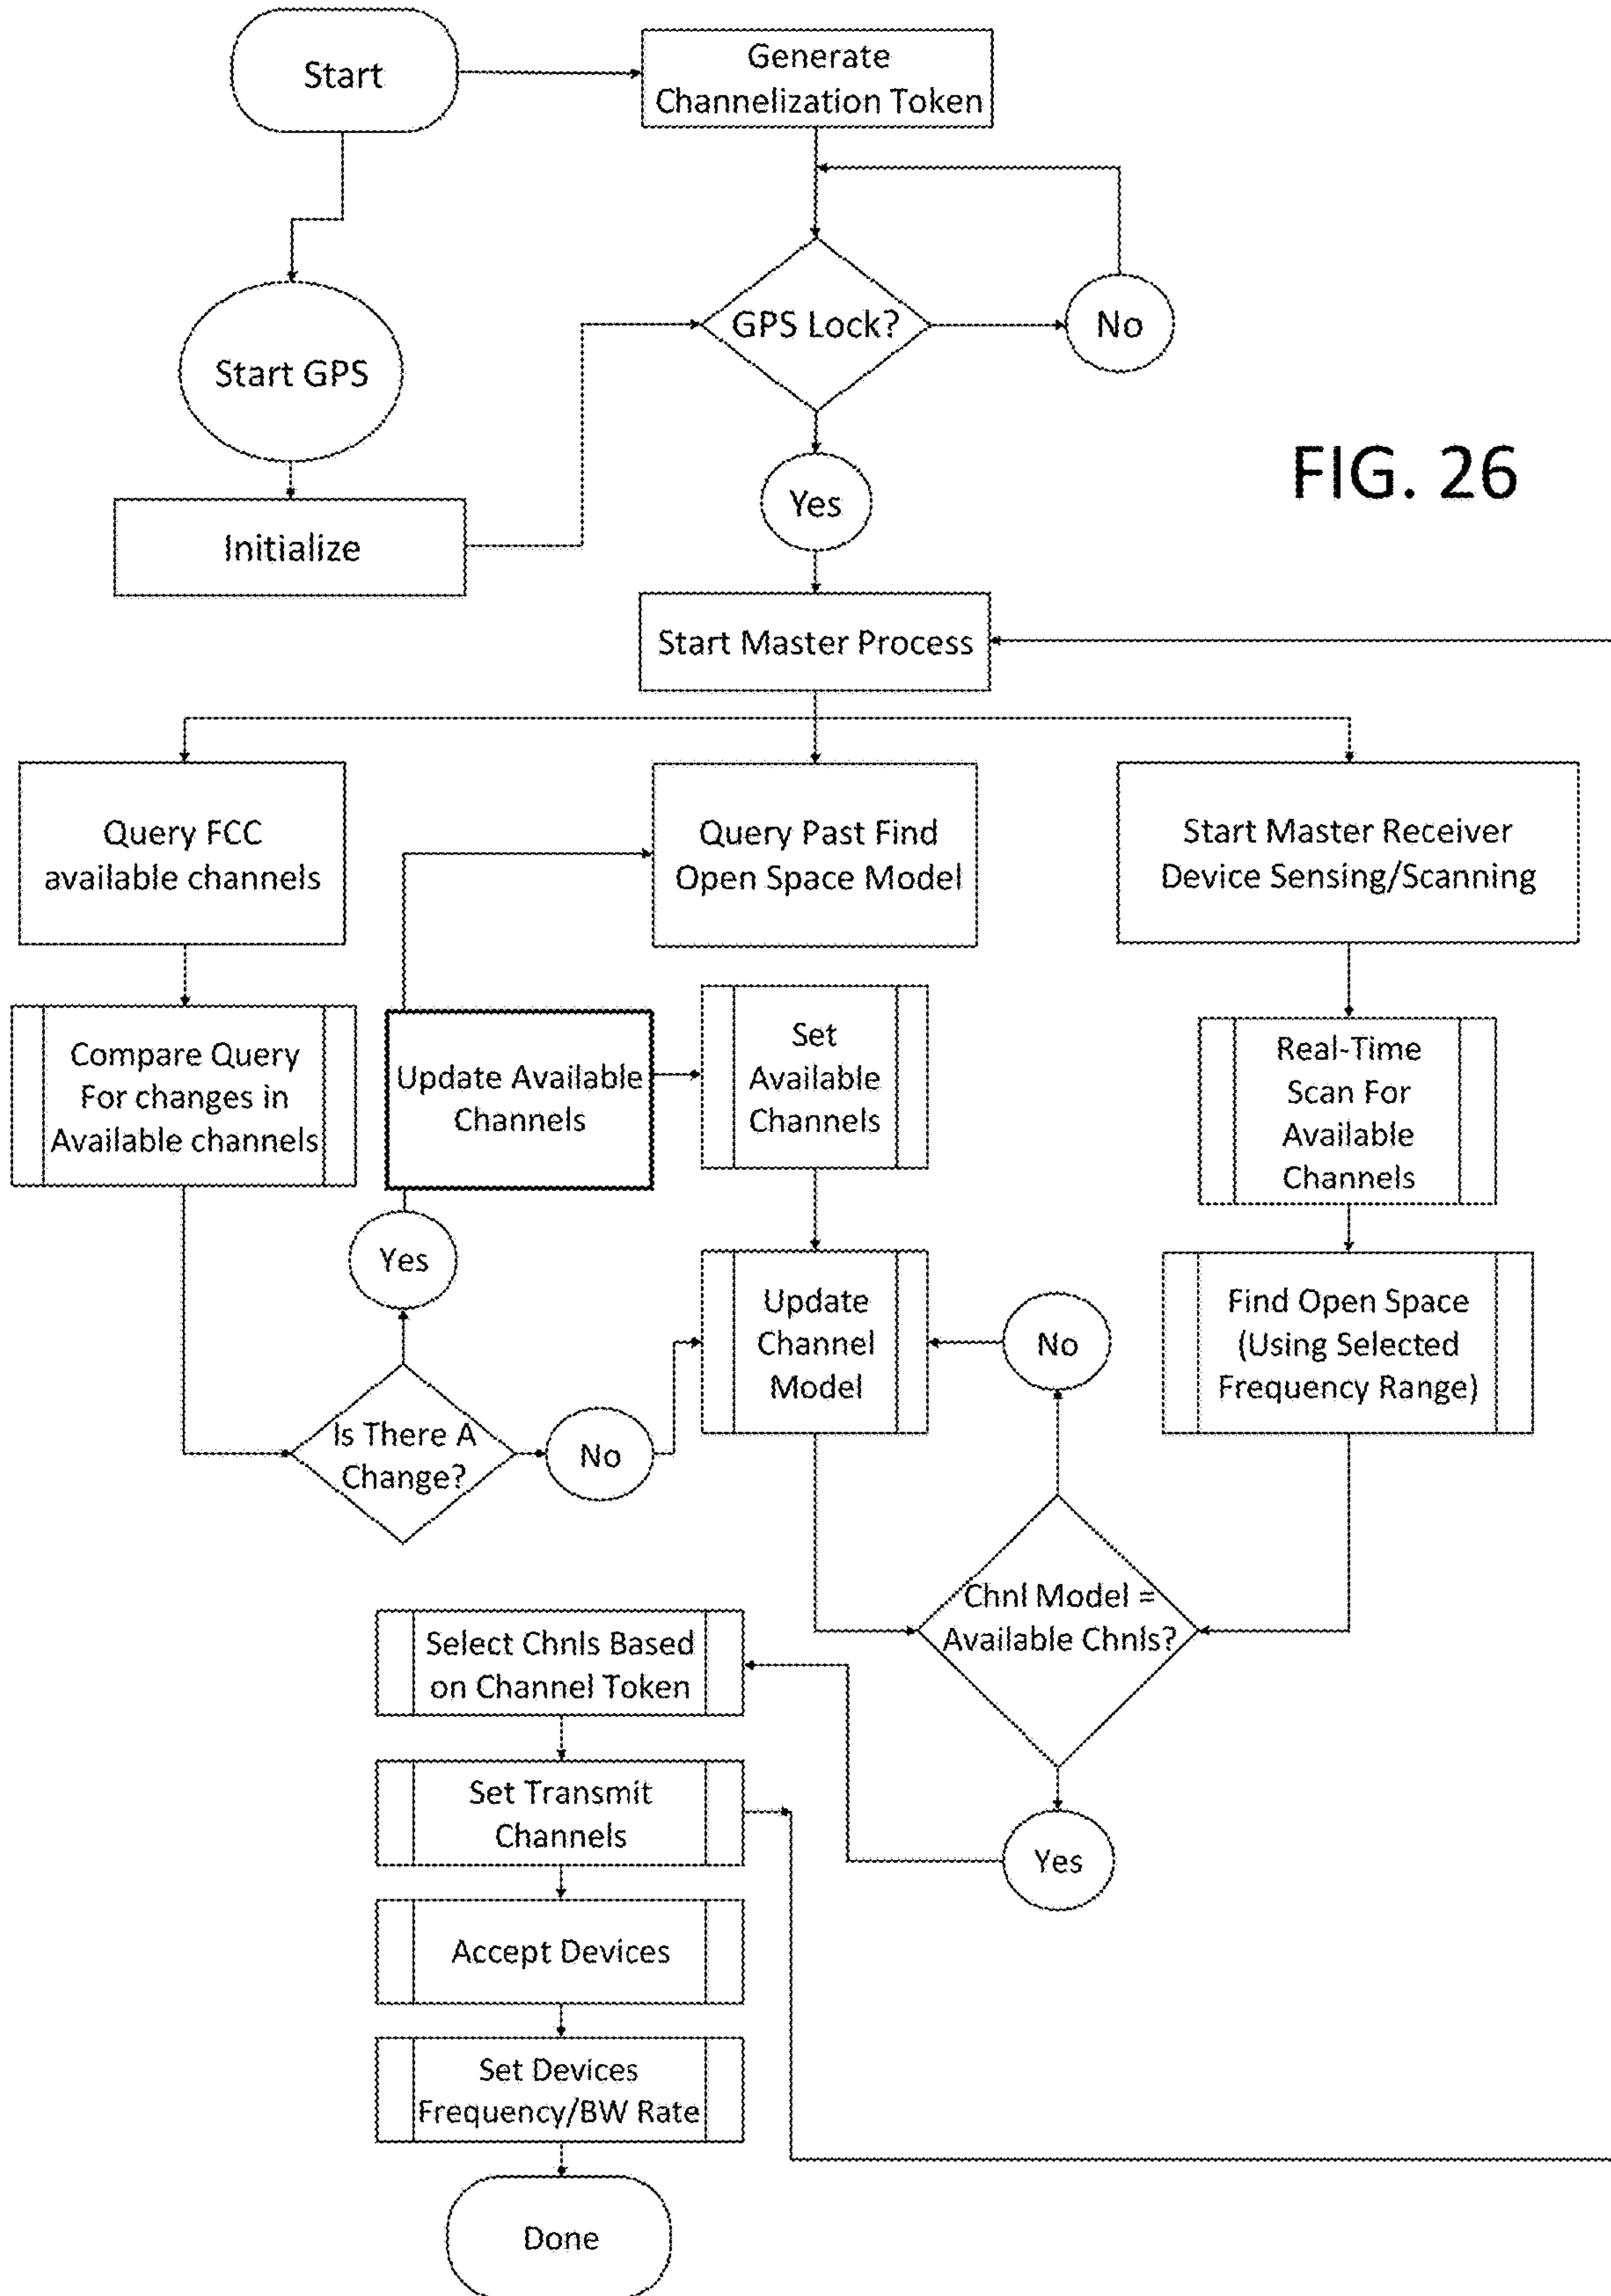 Start
Generate
Channelization Token
GPS Lock?
No
Start GPS
FIG. 26
Yes
Initialize
Start Master Process
Query FCC
available channels
Query Past Find
Open Space Model
Start Master Receiver
Device Sensing/Scanning
Compare Query
For changes in
Available channels
Update Available
Channels
Set
Available
Channels
Real-Time
Scan For
Available
Channels
Yes
Update
Channel
Model
No
Find Open Space
(Using Selected
Frequency Range)
Is There A
Change?
No
Chnl Model =
Available Chnls?
Select Chnls Based
on Channel Token
Set Transmit
Channels
Yes
Accept Devices
Set Devices
Frequency/BW Rate
Done